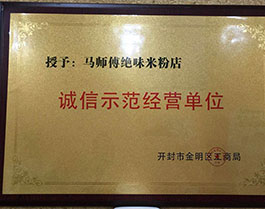 授予：马师傅绝味米粉店
诚信示范经营单位
开封市金明区工商局